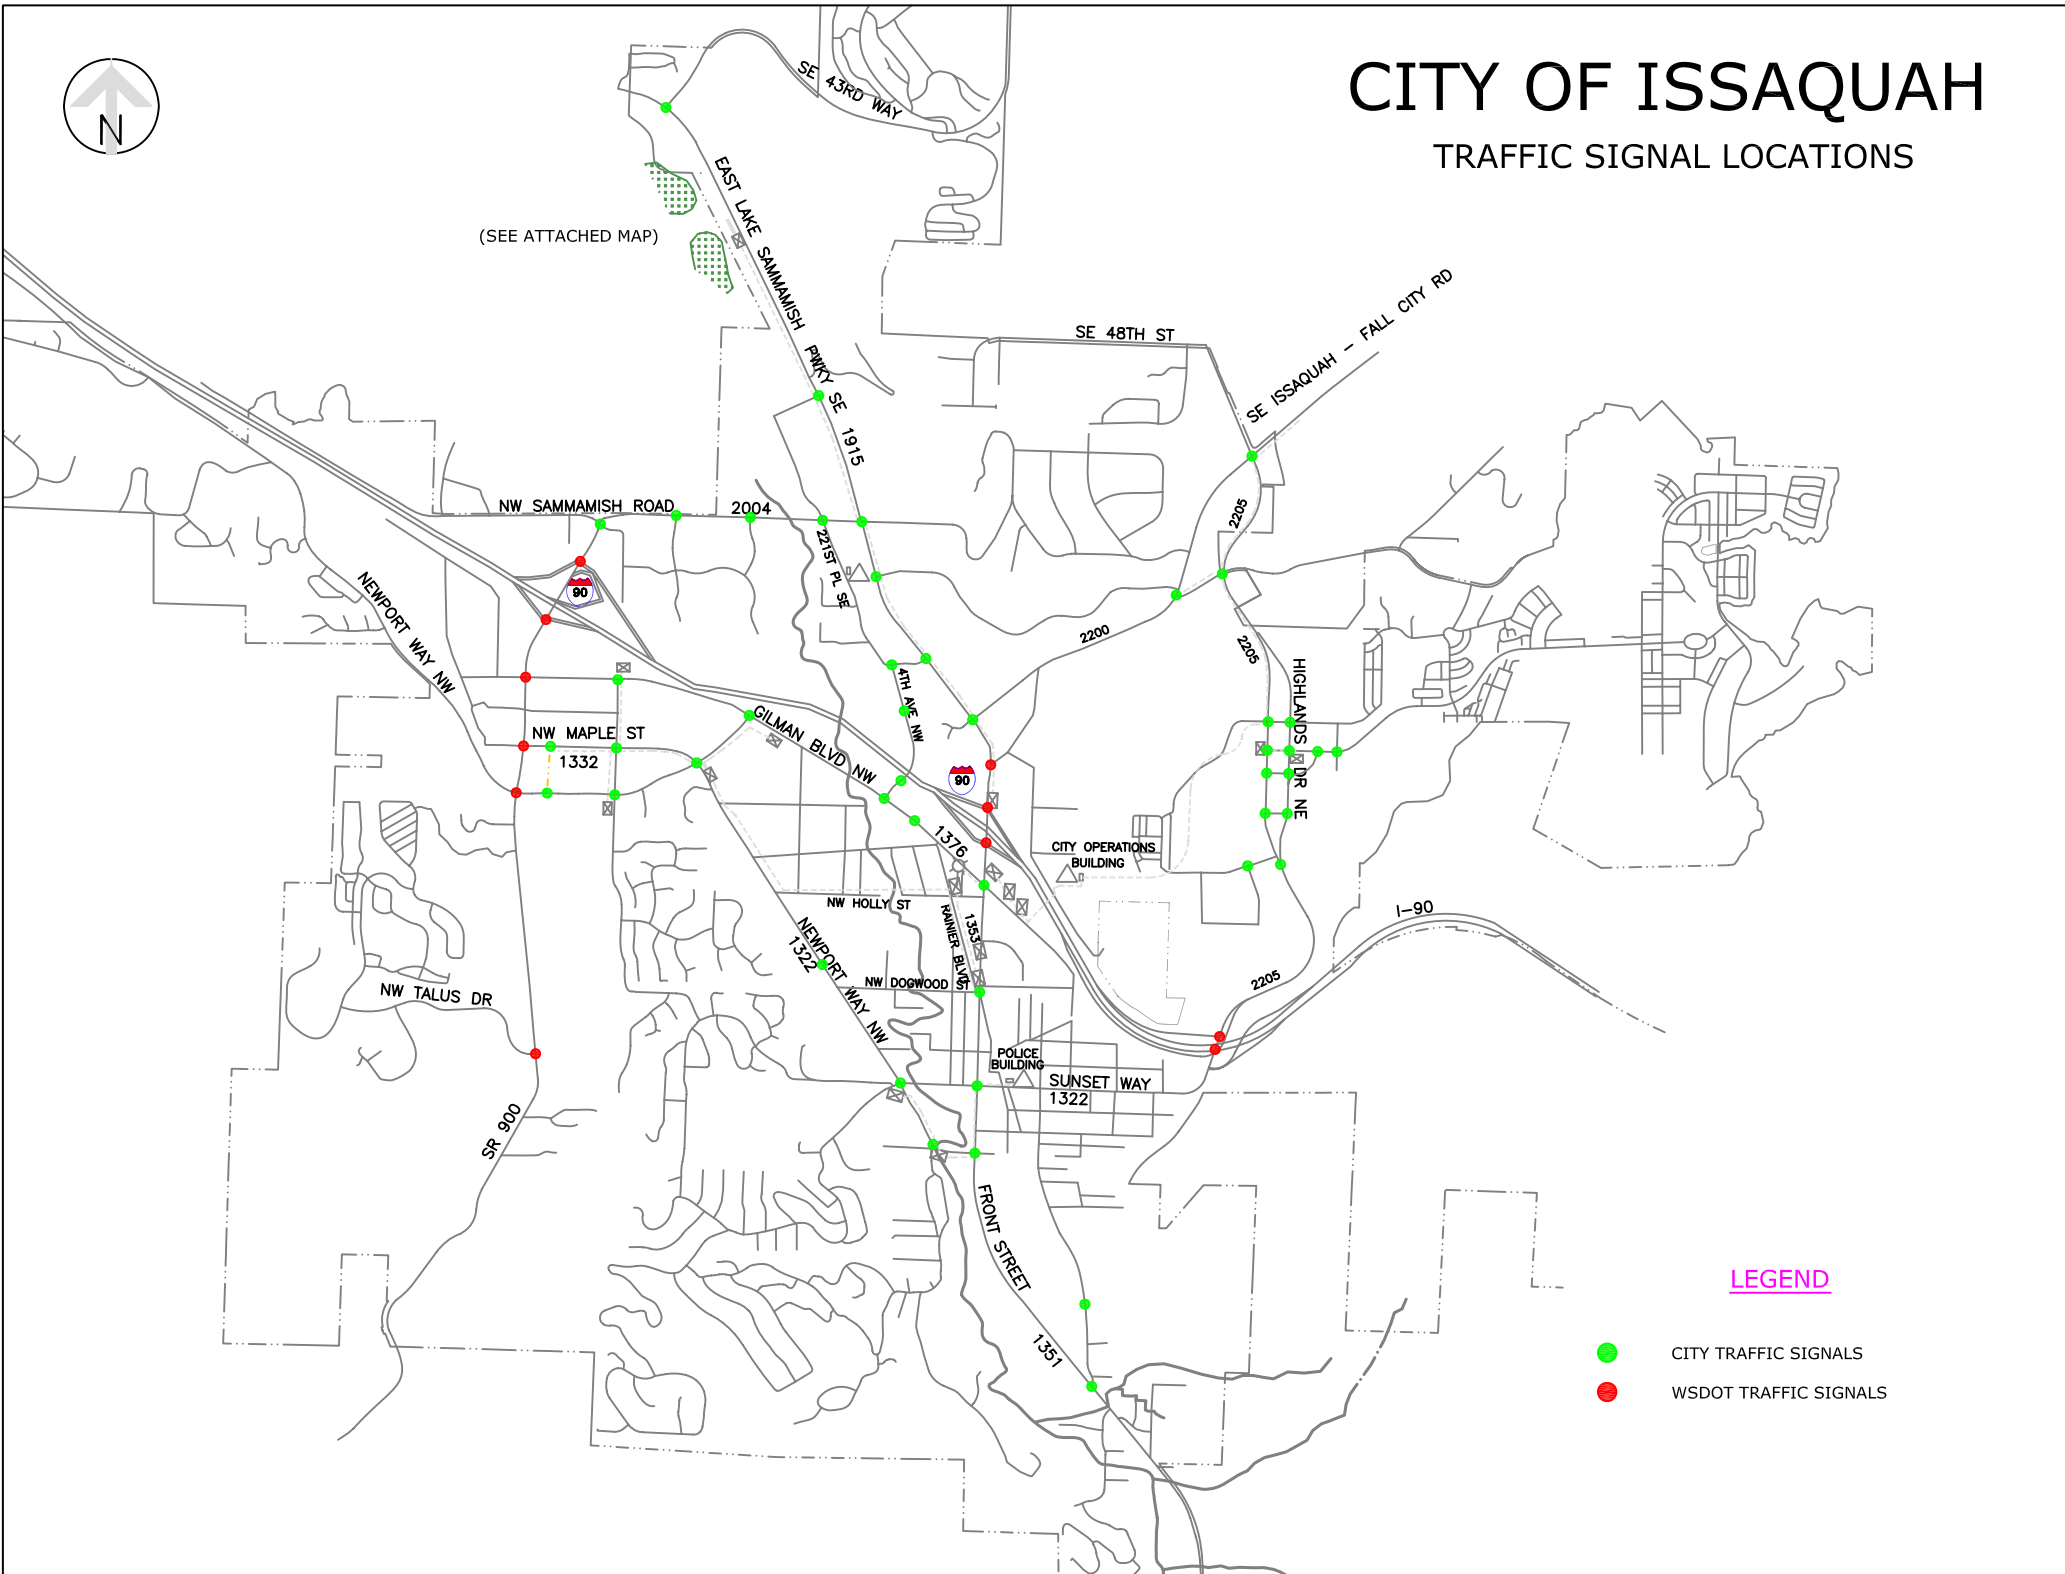 CITY OF ISSAQUAH
TRAFFIC SIGNAL LOCATIONS
N
SE 43RD WAY
EAST LAKE SAMMAMISH PWKY SE 1915
(SEE ATTACHED MAP)
SE 48TH ST
SE ISSAQUAH - FALL CITY RD
NW SAMMAMISH ROAD 2004
2205
221ST PL SE
90
NEWPORT WAY NW
2200
2205
HIGHLANDS DR NE
4TH AVE NW
GILMAN BLVD NW
NW MAPLE ST
1332
90
1376
CITY OPERATIONS
BUILDING
NW HOLLY ST
RAINIER BLVD
1353
I-90
NEWPORT WAY NW
1322
NW DOGWOOD ST
2205
NW TALUS DR
POLICE
BUILDING
SUNSET WAY
1322
SR 900
FRONT STREET
1351
LEGEND
CITY TRAFFIC SIGNALS
WSDOT TRAFFIC SIGNALS